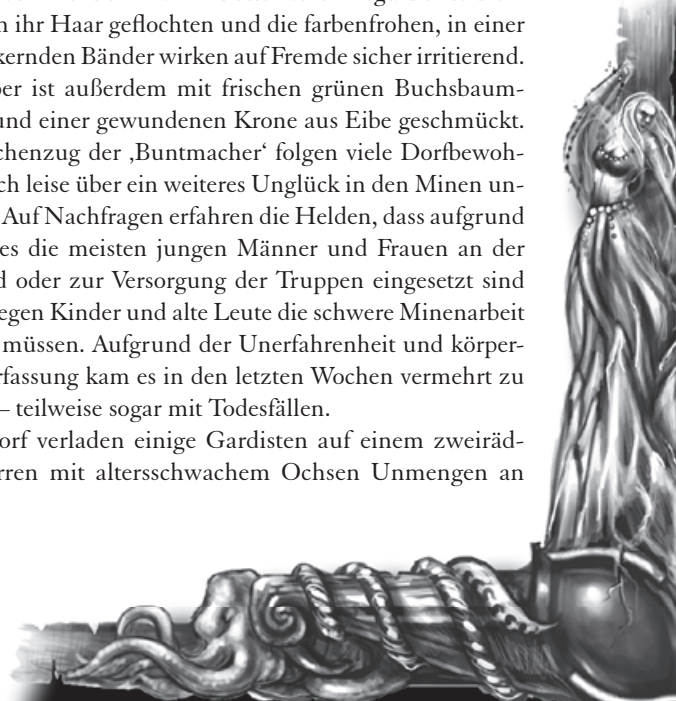 ihr Haar geflochten und die farbenfrohen, in einer
kernden Bänder wirken auf Fremde sicher irritierend.
ber ist außerdem mit frischen grünen Buchsbaum-
und einer gewundenen Krone aus Eibe geschmückt.
chenzug der ‚Buntmacher‘ folgen viele Dorfbewoh-
ch leise über ein weiteres Unglück in den Minen un-
Auf Nachfragen erfahren die Helden, dass aufgrund
es die meisten jungen Männer und Frauen an der
d oder zur Versorgung der Truppen eingesetzt sind
egen Kinder und alte Leute die schwere Minenarbeit
müssen. Aufgrund der Unerfahrenheit und körper-
rfassung kam es in den letzten Wochen vermehrt zu
– teilweise sogar mit Todesfällen.
orf verladen einige Gardisten auf einem zweiräd-
rren mit altersschwachem Ochsen Unmengen an